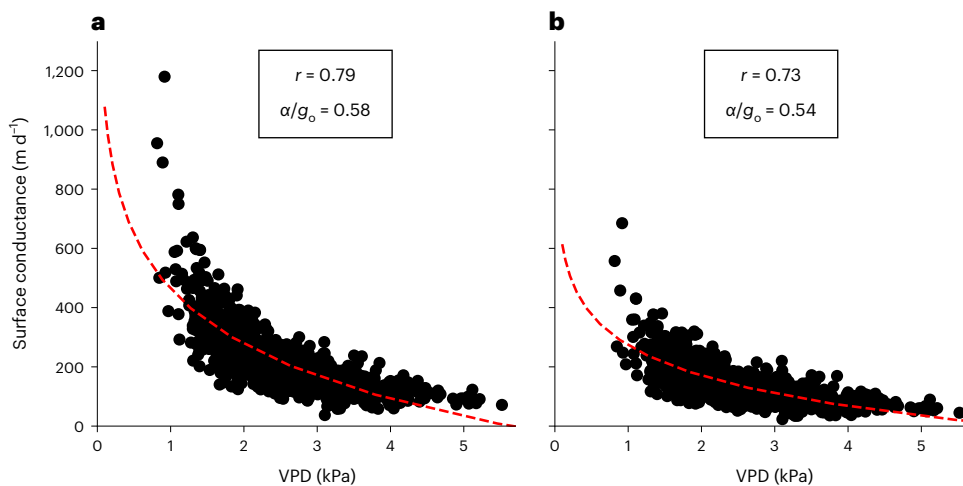 a
r = 0.79
α/gₒ = 0.58
1,200
1,000
800
600
400
200
0
Surface conductance (m d⁻¹)
0 1 2 3 4 5
VPD (kPa)
b
r = 0.73
α/gₒ = 0.54
0 1 2 3 4 5
VPD (kPa)